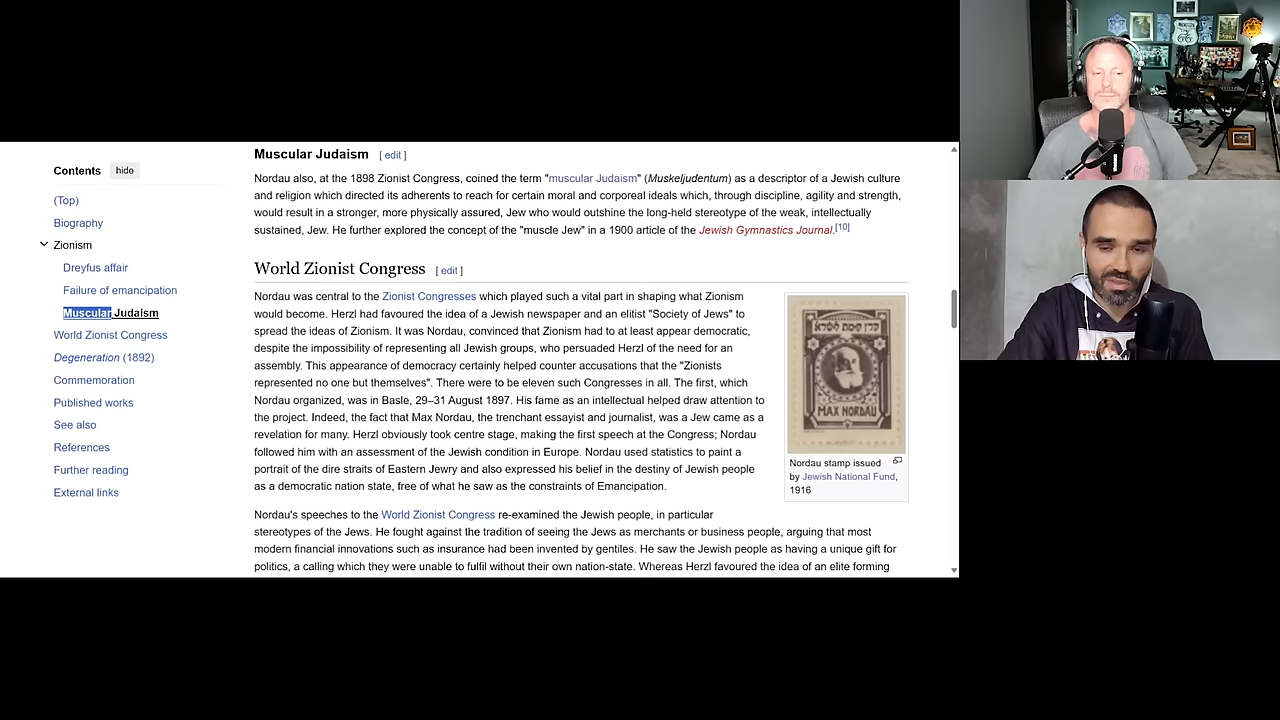 Contents hide
(Top)
Biography
Zionism
Dreyfus affair
Failure of emancipation
Muscular Judaism
World Zionist Congress
Degeneration (1892)
Commemoration
Published works
See also
References
Further reading
External links
Muscular Judaism [ edit ]
Nordau also, at the 1898 Zionist Congress, coined the term "muscular Judaism" (Muskeljudentum) as a descriptor of a Jewish culture
and religion which directed its adherents to reach for certain moral and corporeal ideals which, through discipline, agility and strength,
would result in a stronger, more physically assured, Jew who would outshine the long-held stereotype of the weak, intellectually
sustained, Jew. He further explored the concept of the "muscle Jew" in a 1900 article of the Jewish Gymnastics Journal.[10]
World Zionist Congress [ edit ]
Nordau was central to the Zionist Congresses which played such a vital part in shaping what Zionism
would become. Herzl had favoured the idea of a Jewish newspaper and an elitist "Society of Jews" to
spread the ideas of Zionism. It was Nordau, convinced that Zionism had to at least appear democratic,
despite the impossibility of representing all Jewish groups, who persuaded Herzl of the need for an
assembly. This appearance of democracy certainly helped counter accusations that the "Zionists
represented no one but themselves". There were to be eleven such Congresses in all. The first, which
Nordau organized, was in Basle, 29–31 August 1897. His fame as an intellectual helped draw attention to
the project. Indeed, the fact that Max Nordau, the trenchant essayist and journalist, was a Jew came as a
revelation for many. Herzl obviously took centre stage, making the first speech at the Congress; Nordau
followed him with an assessment of the Jewish condition in Europe. Nordau used statistics to paint a
portrait of the dire straits of Eastern Jewry and also expressed his belief in the destiny of Jewish people
as a democratic nation state, free of what he saw as the constraints of Emancipation.
קרן קימת לישראל
MAX NORDAU
Nordau stamp issued
by Jewish National Fund,
1916
Nordau's speeches to the World Zionist Congress re-examined the Jewish people, in particular
stereotypes of the Jews. He fought against the tradition of seeing the Jews as merchants or business people, arguing that most
modern financial innovations such as insurance had been invented by gentiles. He saw the Jewish people as having a unique gift for
politics, a calling which they were unable to fulfil without their own nation-state. Whereas Herzl favoured the idea of an elite forming